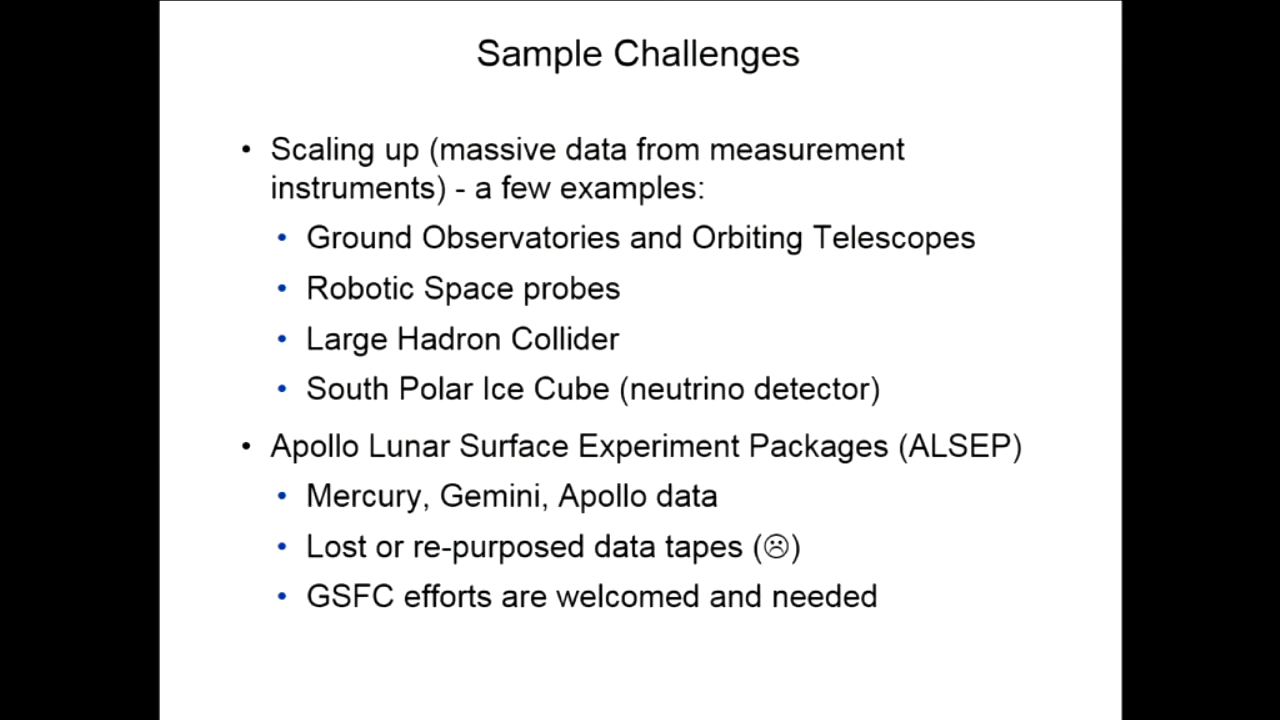 Sample Challenges
• Scaling up (massive data from measurement
instruments) - a few examples:
• Ground Observatories and Orbiting Telescopes
• Robotic Space probes
• Large Hadron Collider
• South Polar Ice Cube (neutrino detector)
• Apollo Lunar Surface Experiment Packages (ALSEP)
• Mercury, Gemini, Apollo data
• Lost or re-purposed data tapes (☹)
• GSFC efforts are welcomed and needed